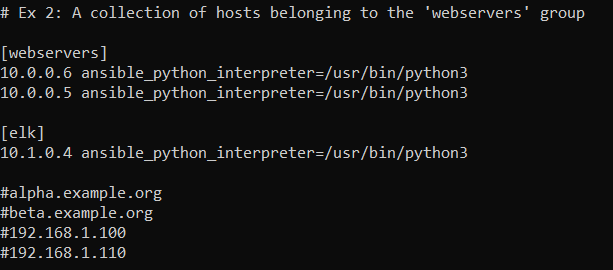 # Ex 2: A collection of hosts belonging to the 'webservers' group
[webservers]
10.0.0.6 ansible_python_interpreter=/usr/bin/python3
10.0.0.5 ansible_python_interpreter=/usr/bin/python3
[elk]
10.1.0.4 ansible_python_interpreter=/usr/bin/python3
#alpha.example.org
#beta.example.org
#192.168.1.100
#192.168.1.110